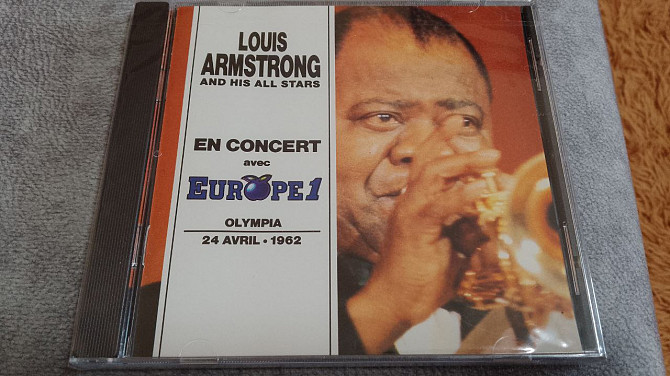 LOUIS
ARMSTRONG
AND HIS ALL STARS
EN CONCERT
avec
EUROPE 1
OLYMPIA
24 AVRIL • 1962